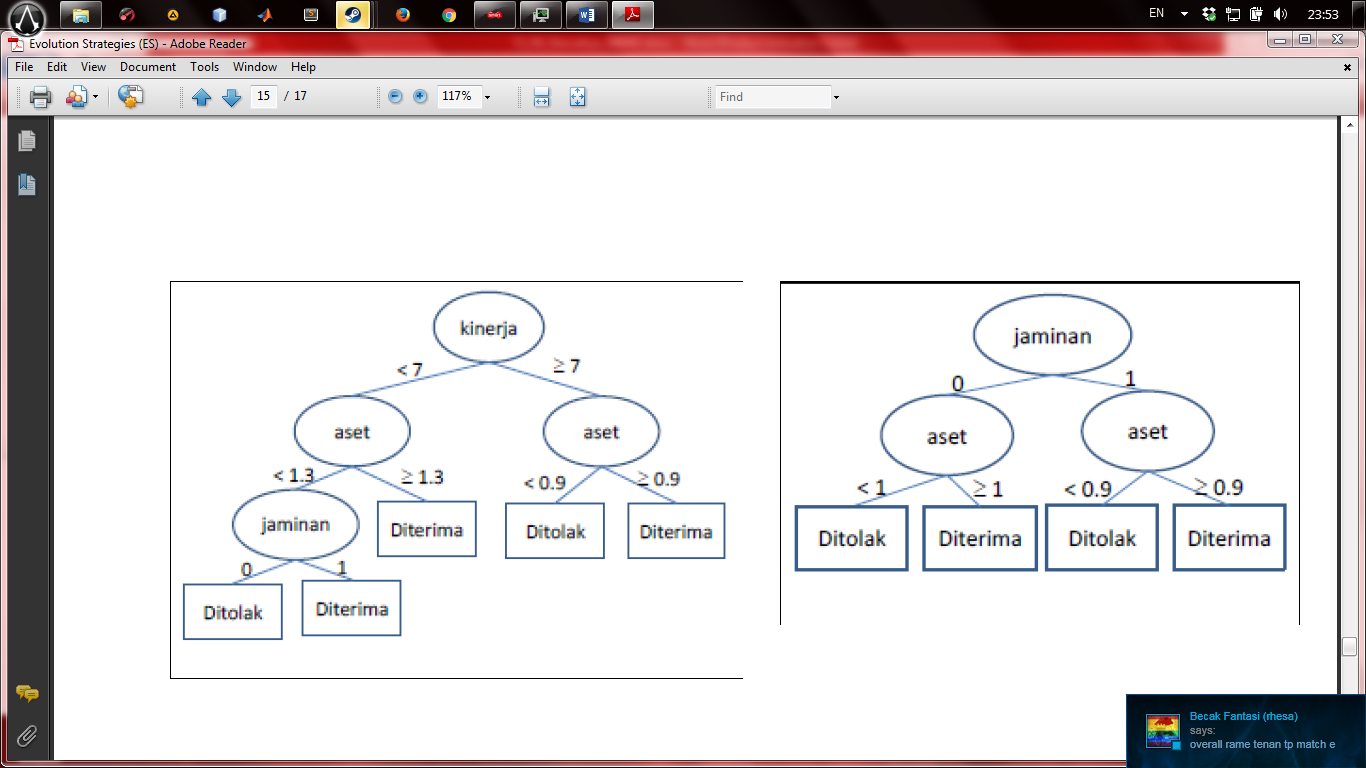 EN
23:53
Evolution Strategies (ES) - Adobe Reader
File Edit View Document Tools Window Help
15 / 17
117%
Find
kinerja
< 7
≥ 7
aset
aset
< 1.3
≥ 1.3
< 0.9
≥ 0.9
jaminan
Diterima
Ditolak
Diterima
0
1
Ditolak
Diterima
jaminan
0
1
aset
aset
< 1
≥ 1
< 0.9
≥ 0.9
Ditolak
Diterima
Ditolak
Diterima
Becak Fantasi (rhesa)
says:
overall rame tenan tp match e